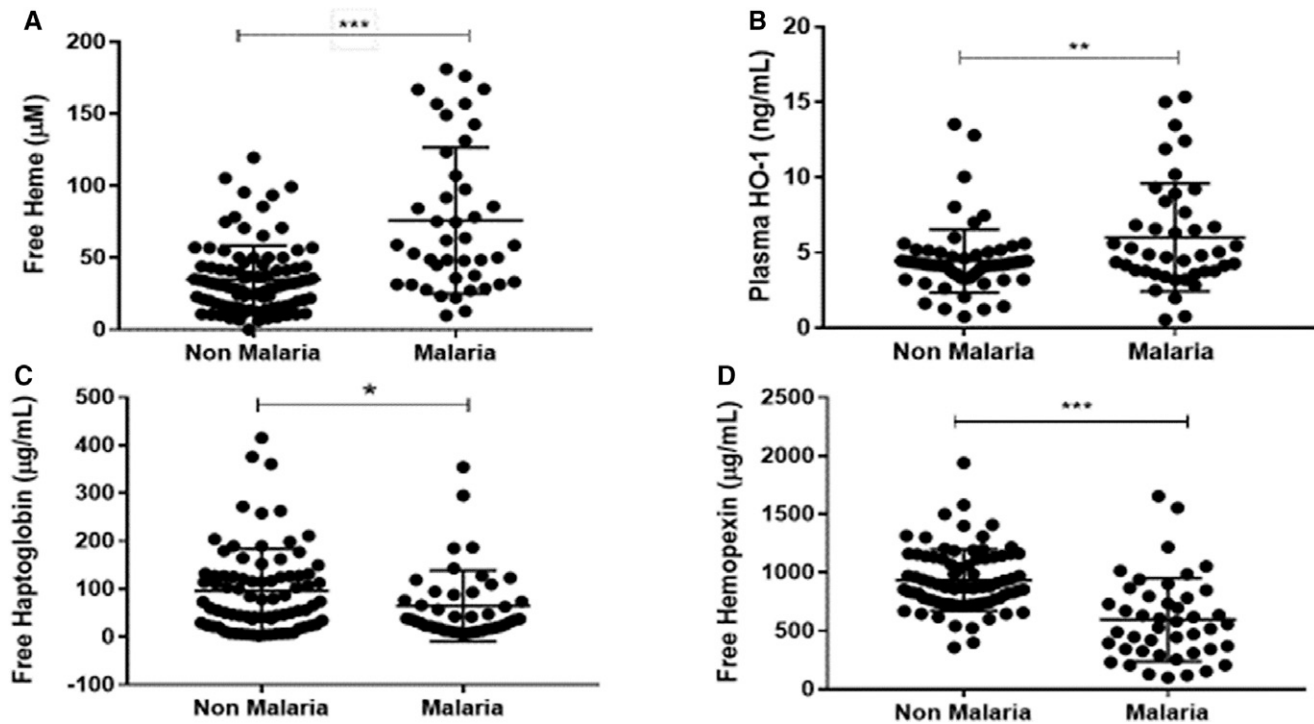 A
***
Free Heme (μM)
200
150
100
50
0
Non Malaria
Malaria
B
**
Plasma HO-1 (ng/mL)
20
15
10
5
0
Non Malaria
Malaria
C
*
Free Haptoglobin (μg/mL)
500
400
300
200
100
0
-100
Non Malaria
Malaria
D
***
Free Hemopexin (μg/mL)
2500
2000
1500
1000
500
0
Non Malaria
Malaria